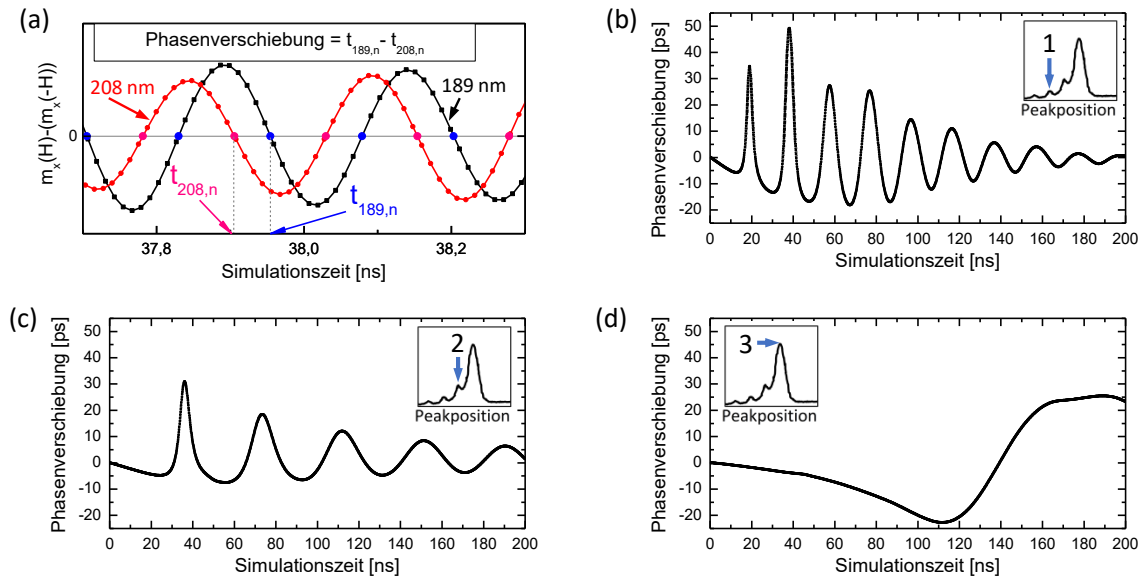 (a)
Phasenverschiebung = t189,n - t208,n
208 nm
189 nm
m_x(H)-(m_x(-H))
0
t208,n
t189,n
37,8 38,0 38,2
Simulationszeit [ns]
(b)
Phasenverschiebung [ps]
50
40
30
20
10
0
-10
-20
1
Peakposition
0 20 40 60 80 100 120 140 160 180 200
Simulationszeit [ns]
(c)
Phasenverschiebung [ps]
50
40
30
20
10
0
-10
-20
2
Peakposition
0 20 40 60 80 100 120 140 160 180 200
Simulationszeit [ns]
(d)
Phasenverschiebung [ps]
50
40
30
20
10
0
-10
-20
3
Peakposition
0 20 40 60 80 100 120 140 160 180 200
Simulationszeit [ns]